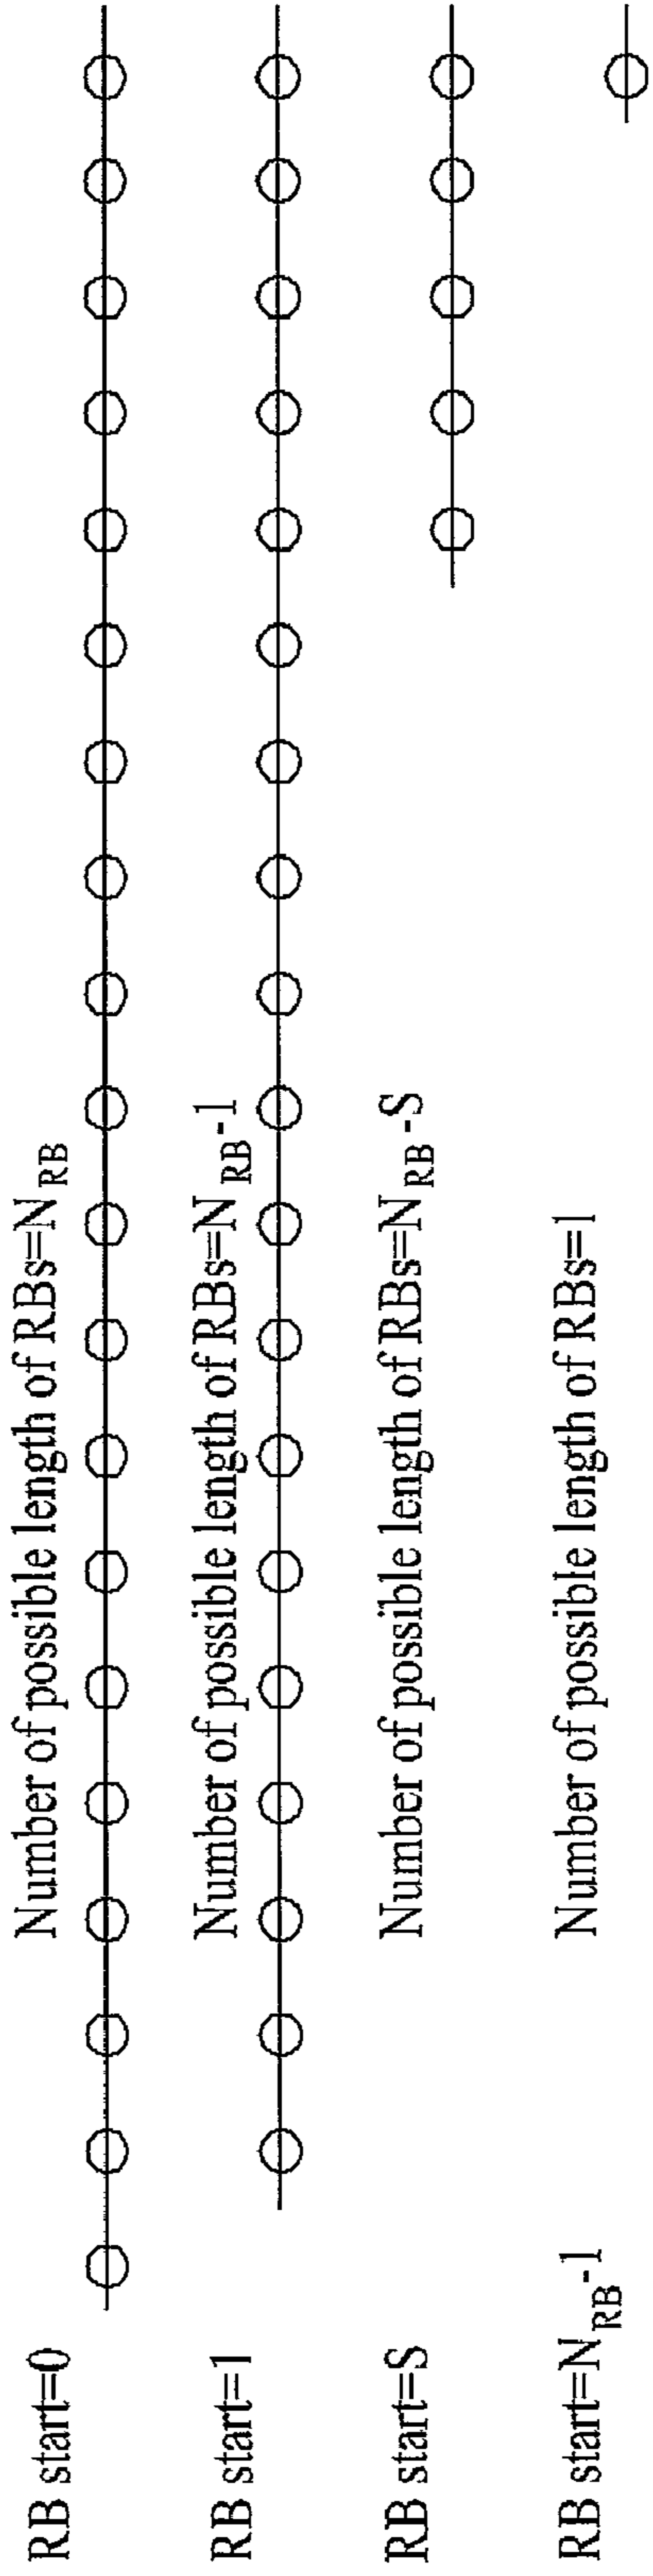 RB start=0
Number of possible length of RBs=N_RB
RB start=1
Number of possible length of RBs=N_RB-1
RB start=S
Number of possible length of RBs=N_RB-S
RB start=N_RB-1
Number of possible length of RBs=1